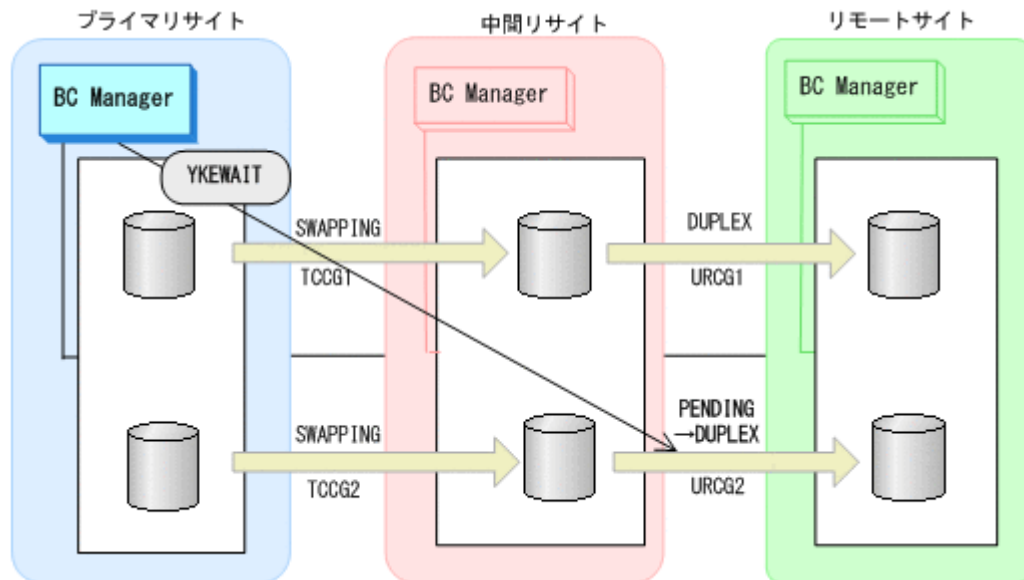 プライマリサイト
中間リサイト
リモートサイト
BC Manager
BC Manager
BC Manager
YKEWAIT
SWAPPING
TCCG1
DUPLEX
URCG1
SWAPPING
TCCG2
PENDING
→DUPLEX
URCG2